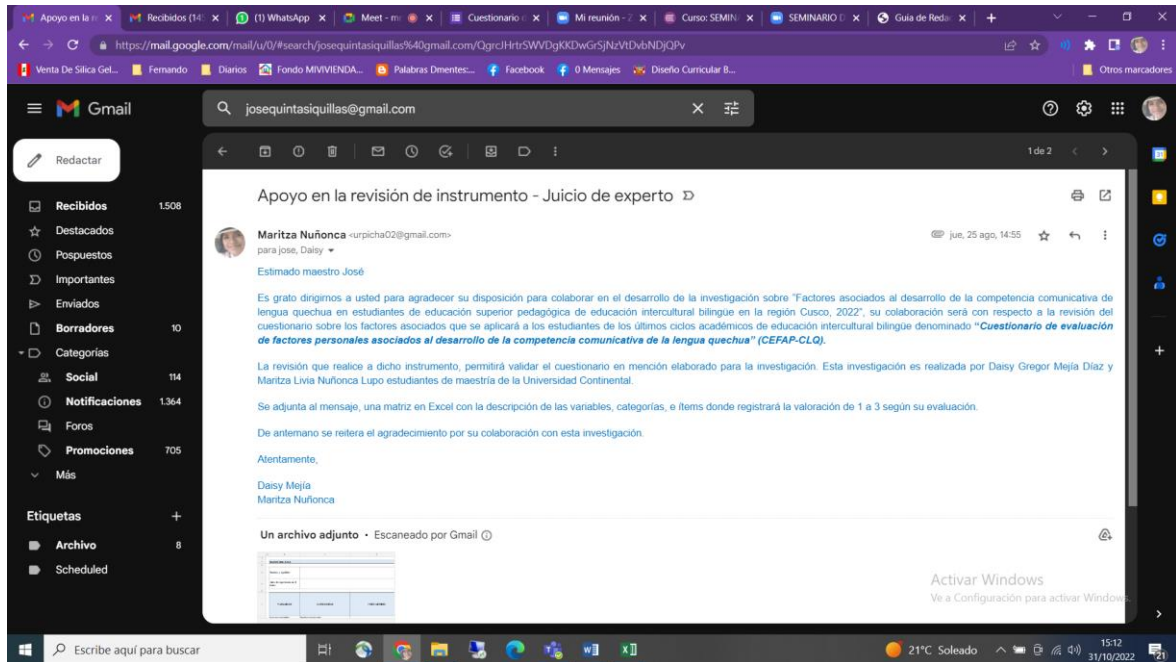 Apoyo en la r
Recibidos (14
(1) WhatsApp
Meet - m
Cuestionario
Mi reunión - Z
Curso: SEMIN
SEMINARIO D
Guia de Redac
https://mail.google.com/mail/u/0/#search/josequintasiquillas%40gmail.com/QgrcJHrtrSWVDgKKDwGrSjNzVtDvbNDjQPv
Venta De Silica Gel...
Fernando
Diarios
Fondo MIVIVIENDA...
Palabras Dmentes:...
Facebook
0 Mensajes
Diseño Curricular B...
Otros marcadores
Gmail
josequintasiquillas@gmail.com
Redactar
1 de 2
Recibidos 1.508
Destacados
Pospuestos
Importantes
Enviados
Borradores 10
Categorías
Social 114
Notificaciones 1.364
Foros
Promociones 705
Más
Etiquetas
Archivo 8
Scheduled
Apoyo en la revisión de instrumento - Juicio de experto
Maritza Nuñonca <urpicha02@gmail.com>
jue, 25 ago, 14:55
para jose, Daisy
Estimado maestro José
Es grato dirigirnos a usted para agradecer su disposición para colaborar en el desarrollo de la investigación sobre "Factores asociados al desarrollo de la competencia comunicativa de
lengua quechua en estudiantes de educación superior pedagógica de educación intercultural bilingüe en la región Cusco, 2022", su colaboración será con respecto a la revisión del
cuestionario sobre los factores asociados que se aplicará a los estudiantes de los últimos ciclos académicos de educación intercultural bilingüe denominado "Cuestionario de evaluación
de factores personales asociados al desarrollo de la competencia comunicativa de la lengua quechua" (CEFAP-CLQ).
La revisión que realice a dicho instrumento, permitirá validar el cuestionario en mención elaborado para la investigación. Esta investigación es realizada por Daisy Gregor Mejía Díaz y
Maritza Livia Nuñonca Lupo estudiantes de maestría de la Universidad Continental.
Se adjunta al mensaje, una matriz en Excel con la descripción de las variables, categorías, e ítems donde registrará la valoración de 1 a 3 según su evaluación.
De antemano se reitera el agradecimiento por su colaboración con esta investigación.
Atentamente,
Daisy Mejía
Maritza Nuñonca
Un archivo adjunto • Escaneado por Gmail
Activar Windows
Ve a Configuración para activar Windows.
Escribe aquí para buscar
21°C Soleado
15:12
31/10/2022